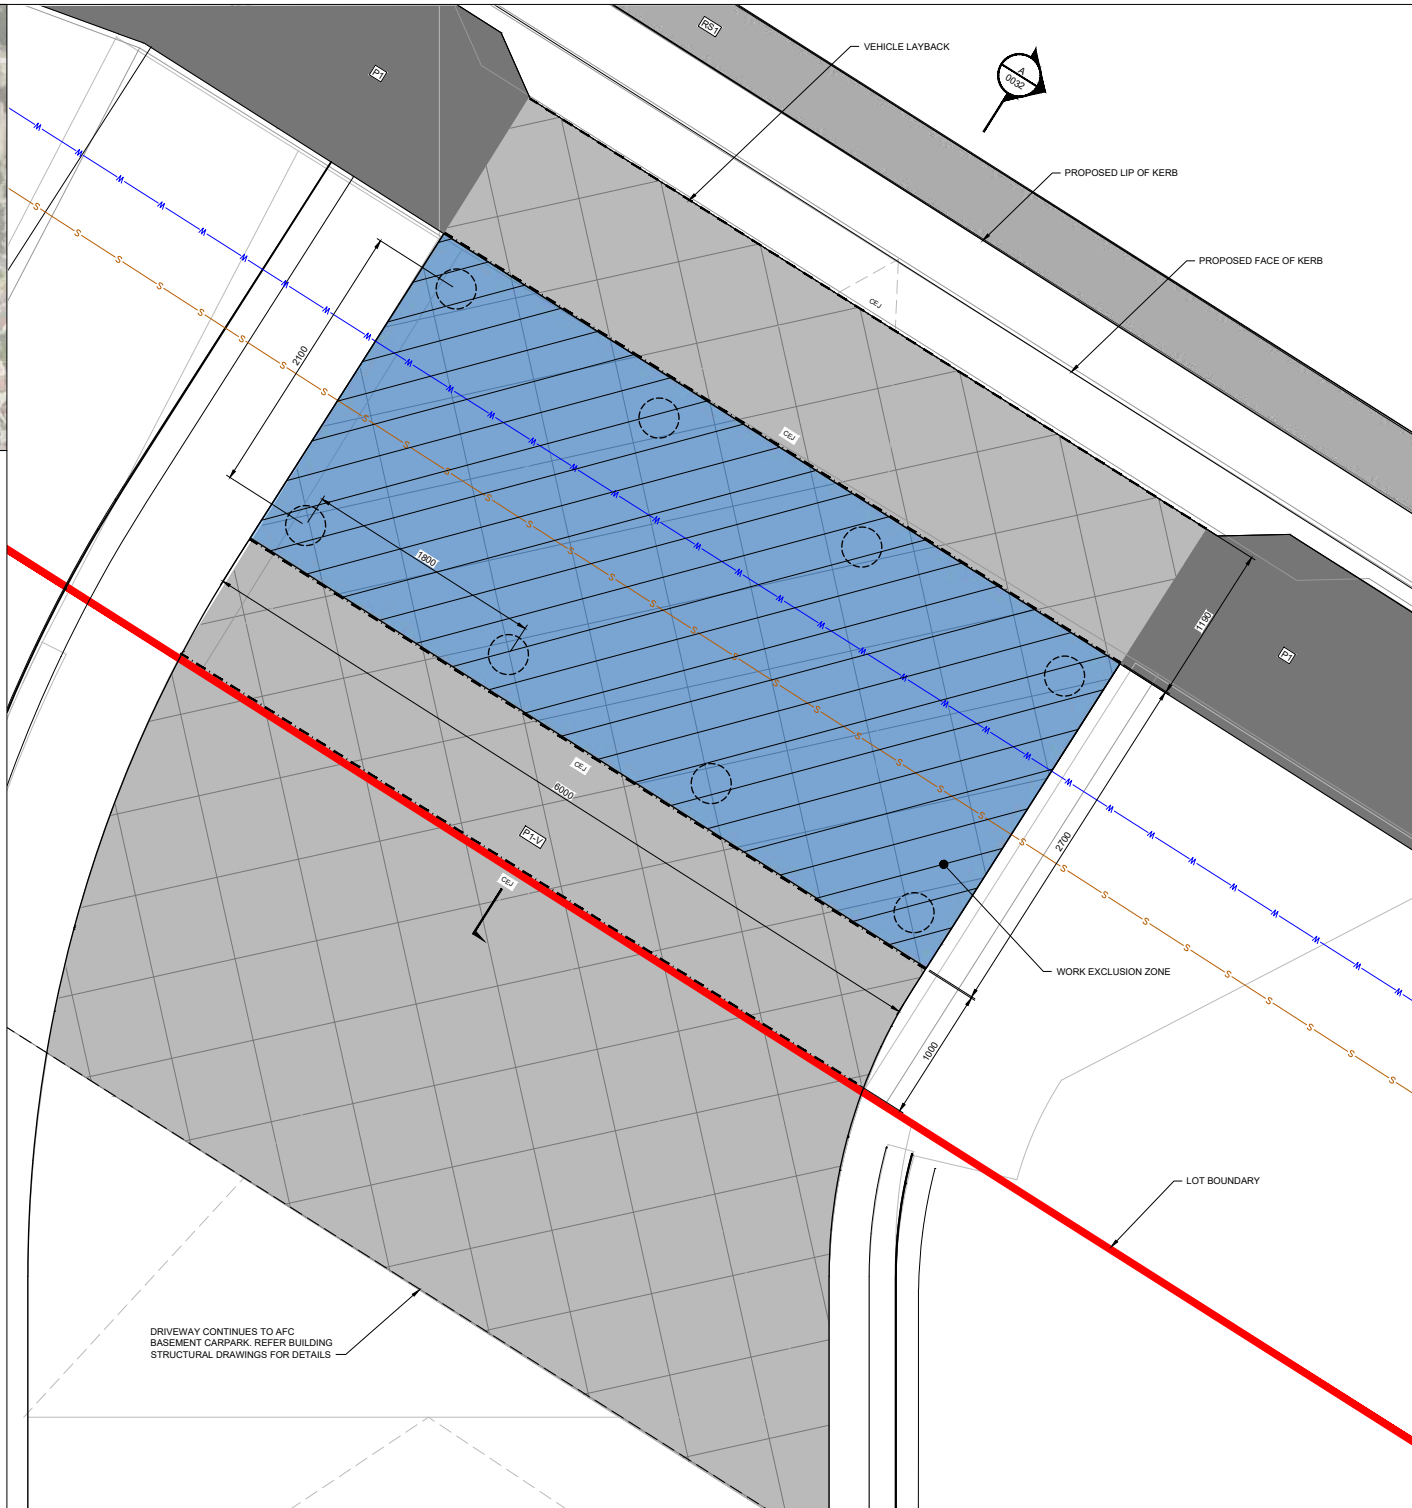 RS1
VEHICLE LAYBACK
P1
A
0032
PROPOSED LIP OF KERB
PROPOSED FACE OF KERB
CEJ
2100
CEJ
1800
1180
P1
CEJ
6000
P1-V
CEJ
2700
WORK EXCLUSION ZONE
1000
LOT BOUNDARY
DRIVEWAY CONTINUES TO AFC
BASEMENT CARPARK. REFER BUILDING
STRUCTURAL DRAWINGS FOR DETAILS
W W W W W W W W W W W W W W W W W W W W W W W W W W W W W W W W W W W
S S S S S S S S S S S S S S S S S S S S S S S S S S S S S S S S S S